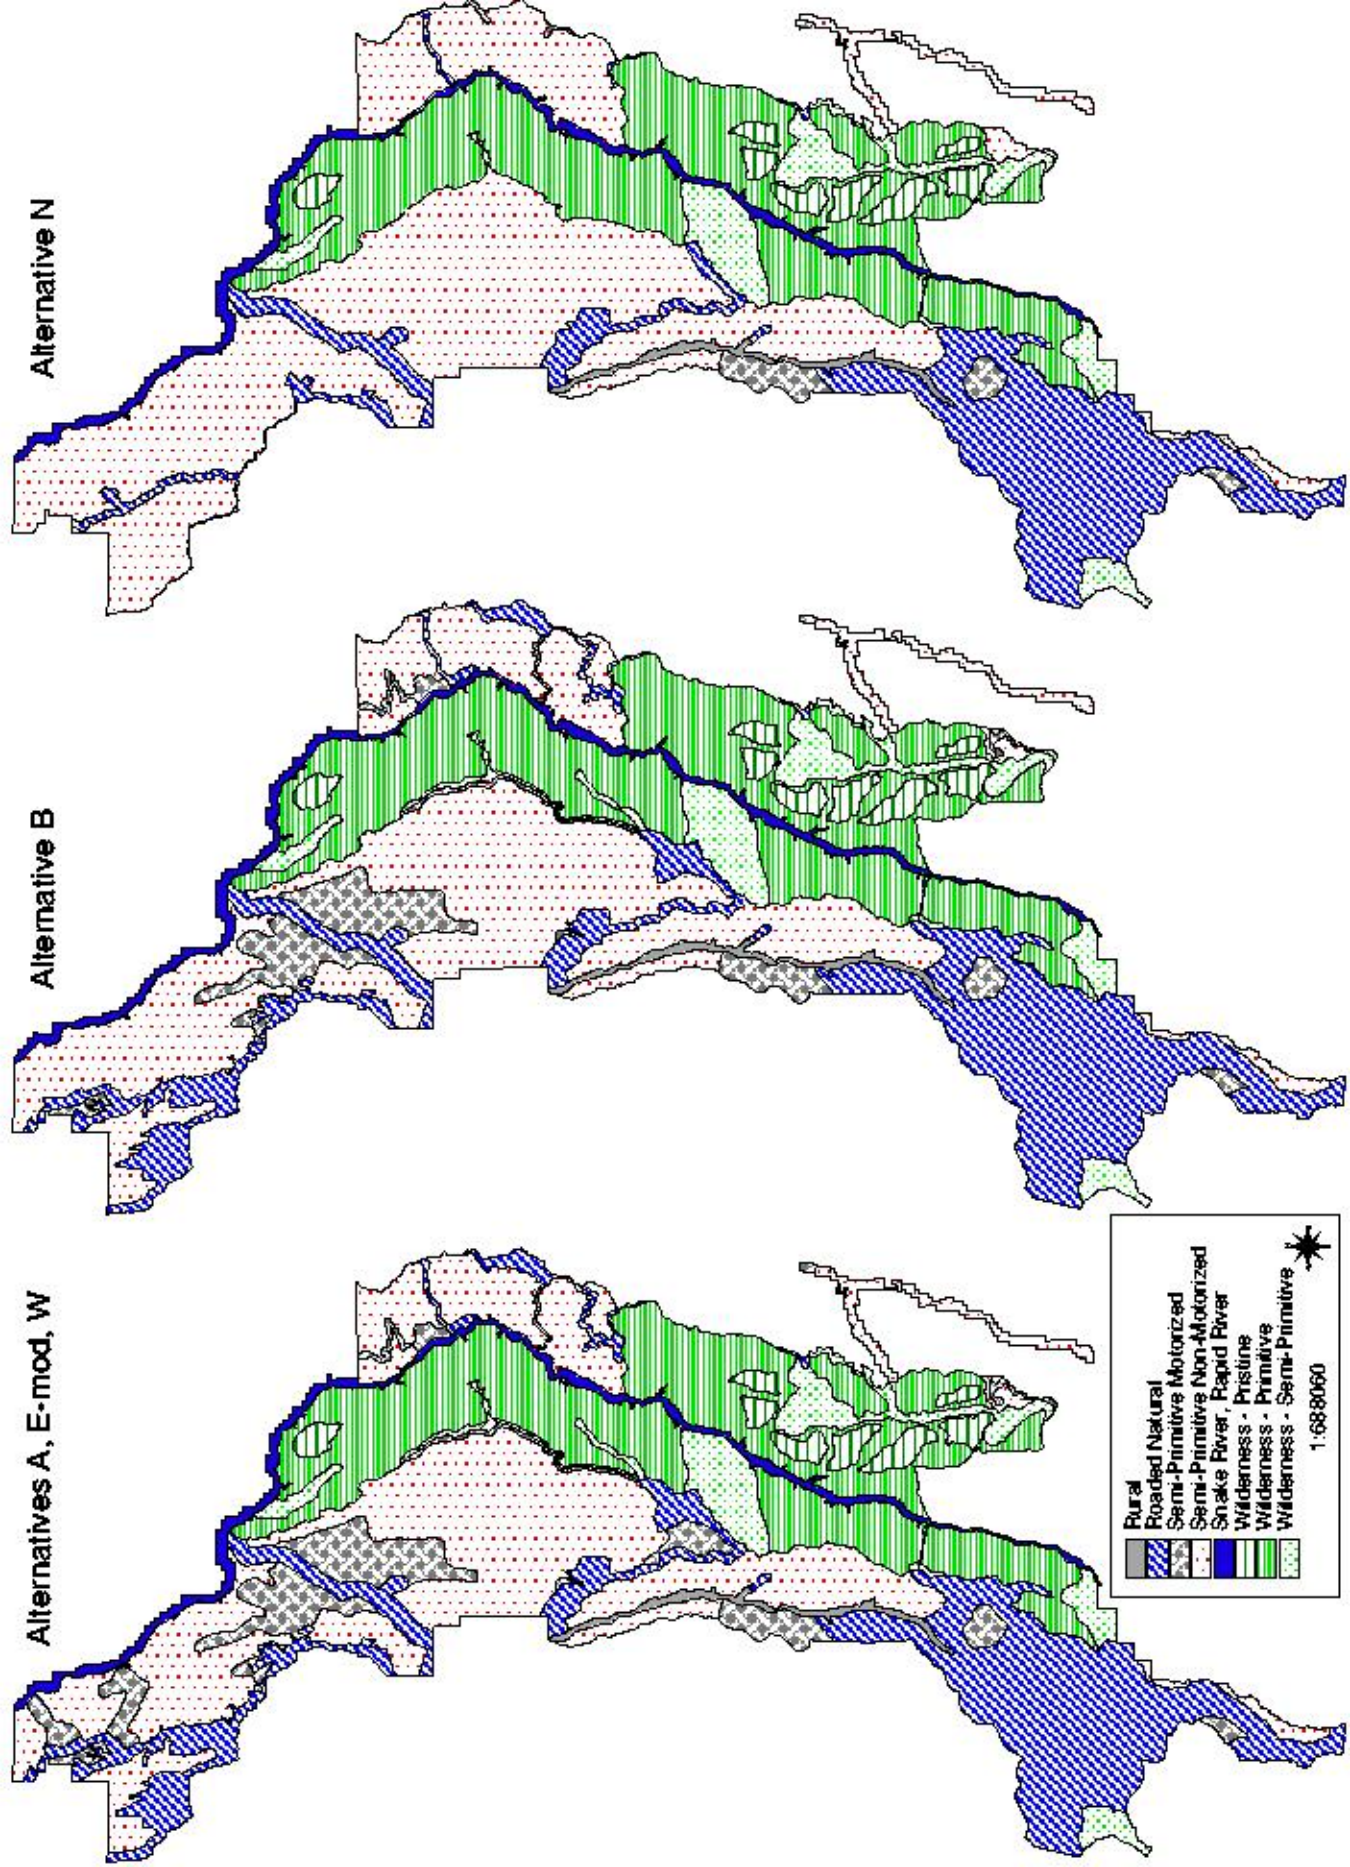 Alternatives A, E-mod, W
Alternative B
Alternative N
Rural
Roaded Natural
Semi-Primitive Motorized
Semi-Primitive Non-Motorized
Snake River, Rapid River
Wilderness - Pristine
Wilderness - Primitive
Wilderness - Semi-Primitive
1:688060